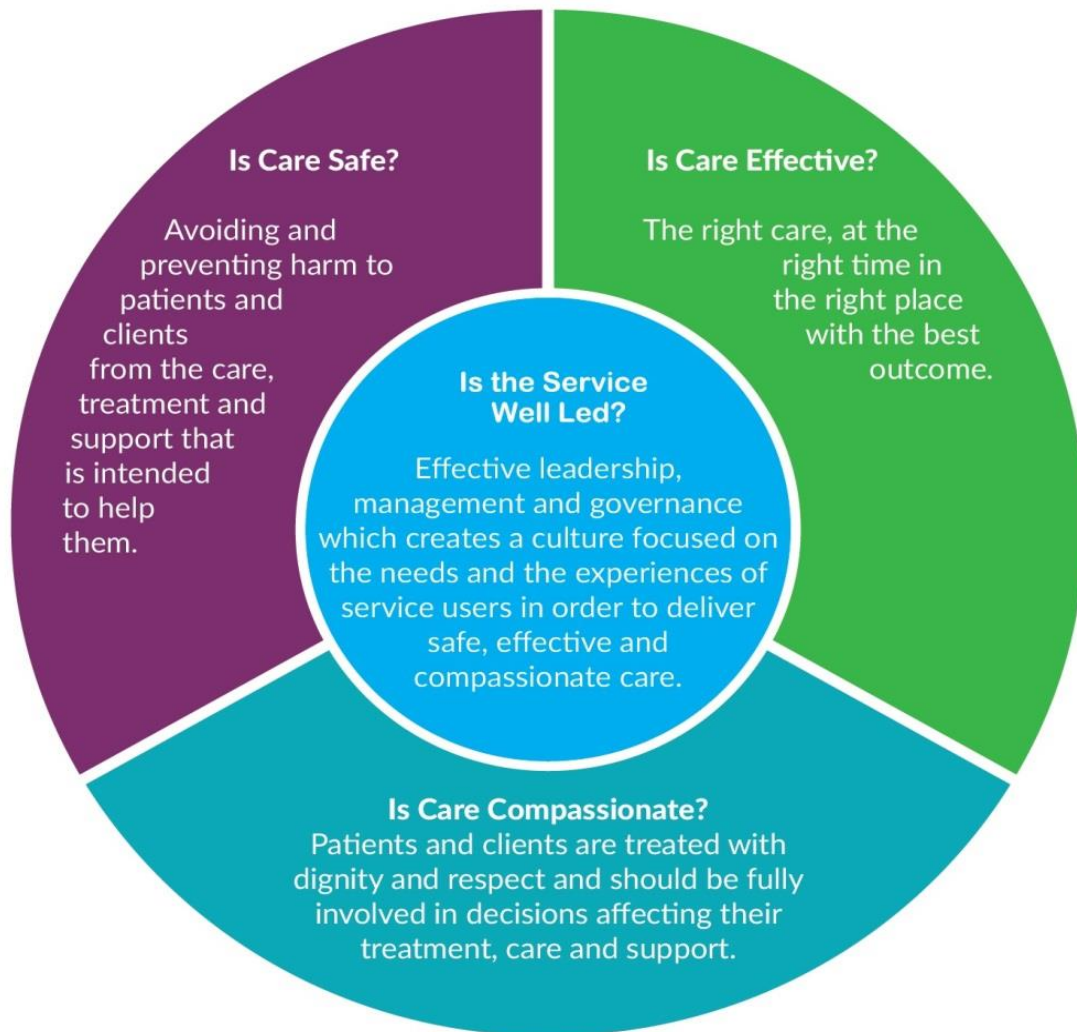 Is Care Safe?
Avoiding and
preventing harm to
patients and
clients
from the care,
treatment and
support that
is intended
to help
them.
Is Care Effective?
The right care, at the
right time in
the right place
with the best
outcome.
Is the Service
Well Led?
Effective leadership,
management and governance
which creates a culture focused on
the needs and the experiences of
service users in order to deliver
safe, effective and
compassionate care.
Is Care Compassionate?
Patients and clients are treated with
dignity and respect and should be fully
involved in decisions affecting their
treatment, care and support.